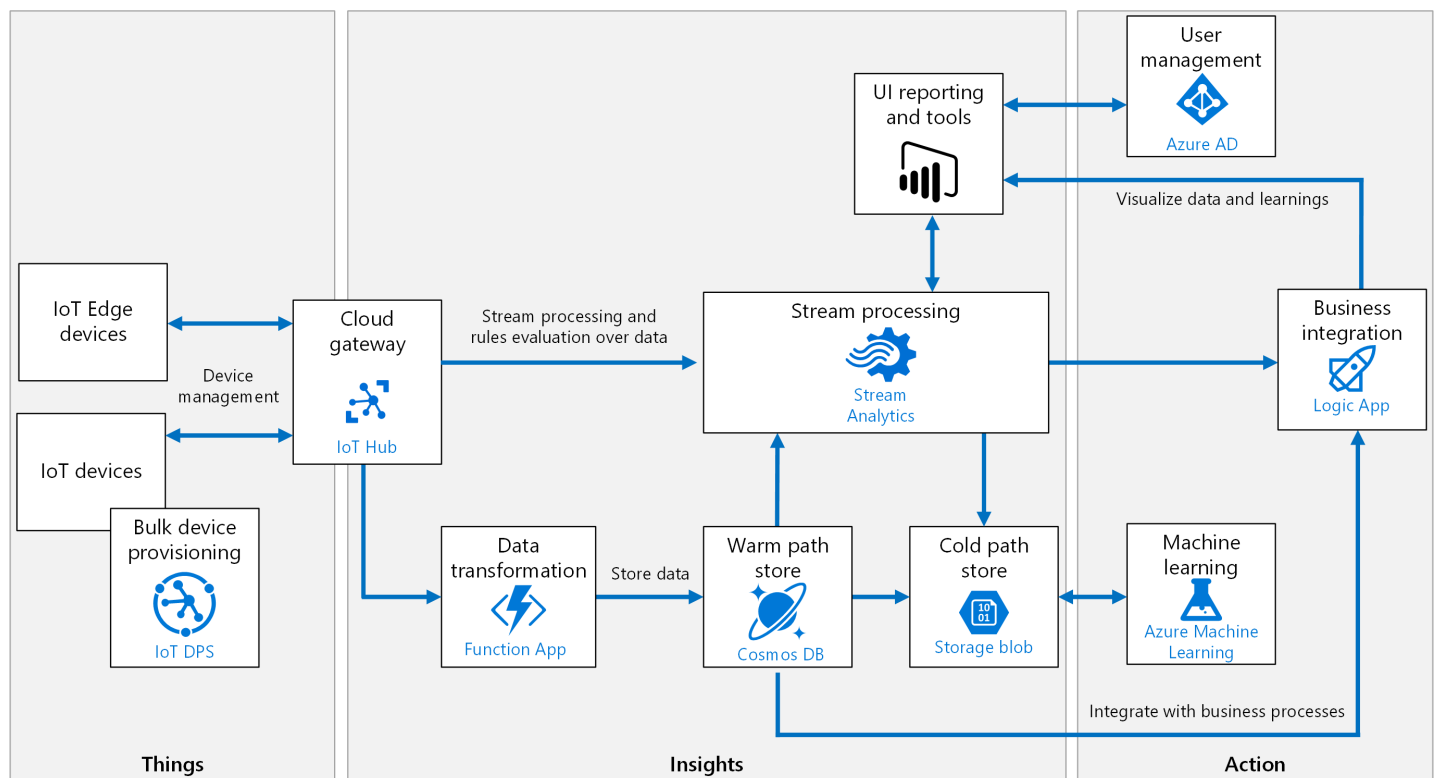 User
management
Azure AD
UI reporting
and tools
Visualize data and learnings
IoT Edge
devices
Cloud
gateway
IoT Hub
Stream processing and
rules evaluation over data
Stream processing
Stream
Analytics
Business
integration
Logic App
Device
management
IoT devices
Bulk device
provisioning
IoT DPS
Data
transformation
Function App
Store data
Warm path
store
Cosmos DB
Cold path
store
10
01
Storage blob
Machine
learning
Azure Machine
Learning
Integrate with business processes
Things
Insights
Action